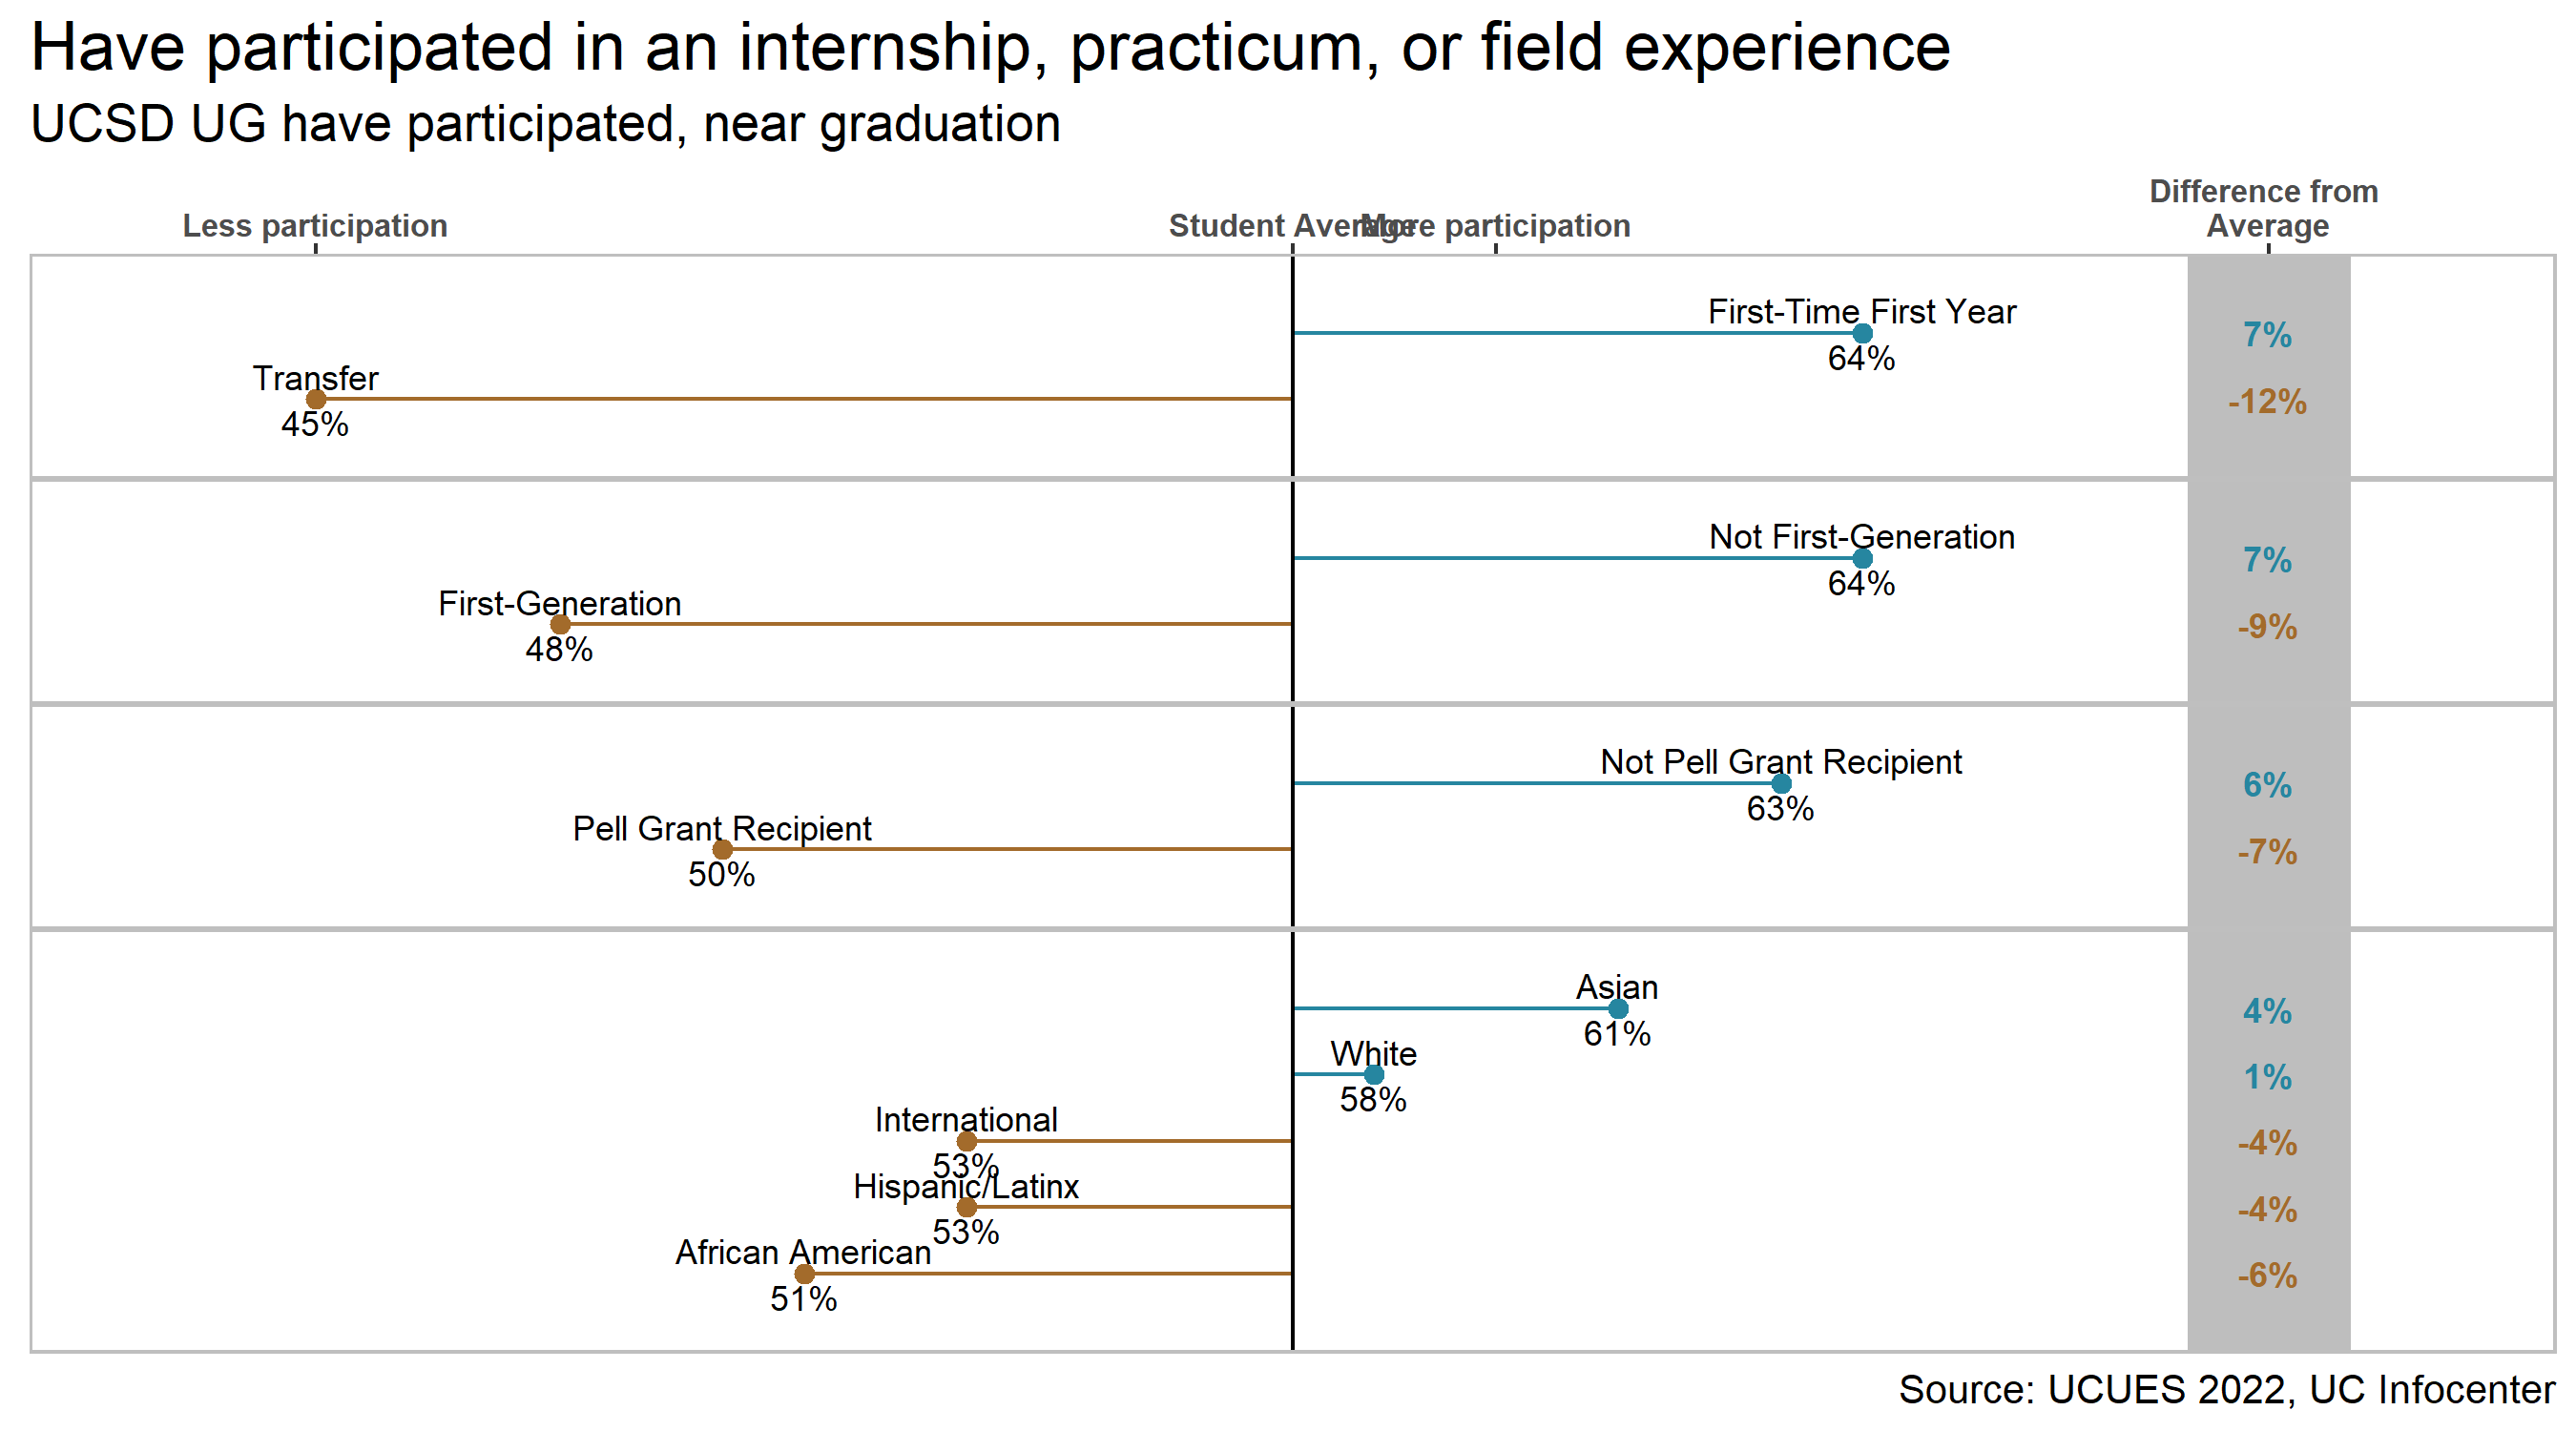 Have participated in an internship, practicum, or field experience
UCSD UG have participated, near graduation
Less participation
Student Average
More participation
Difference from
Average
First-Time First Year
64%
7%
Transfer
45%
-12%
Not First-Generation
64%
7%
First-Generation
48%
-9%
Not Pell Grant Recipient
63%
6%
Pell Grant Recipient
50%
-7%
Asian
61%
4%
White
58%
1%
International
53%
-4%
Hispanic/Latinx
53%
-4%
African American
51%
-6%
Source: UCUES 2022, UC Infocenter